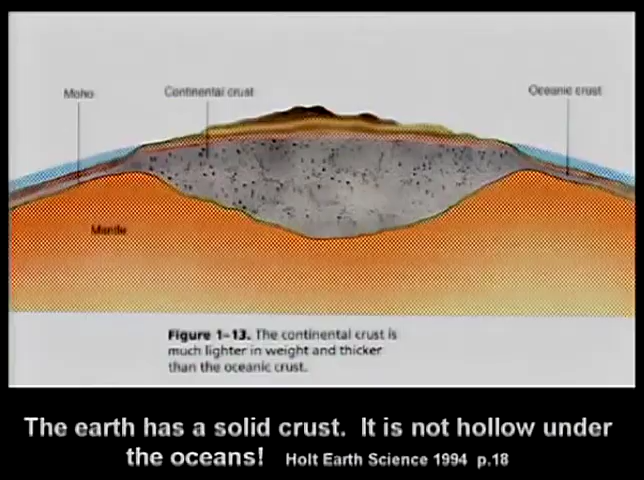 Moho
Continental crust
Oceanic crust
Mantle
Figure 1–13. The continental crust is
much lighter in weight and thicker
than the oceanic crust.
The earth has a solid crust.  It is not hollow under
the oceans!  Holt Earth Science 1994  p.18